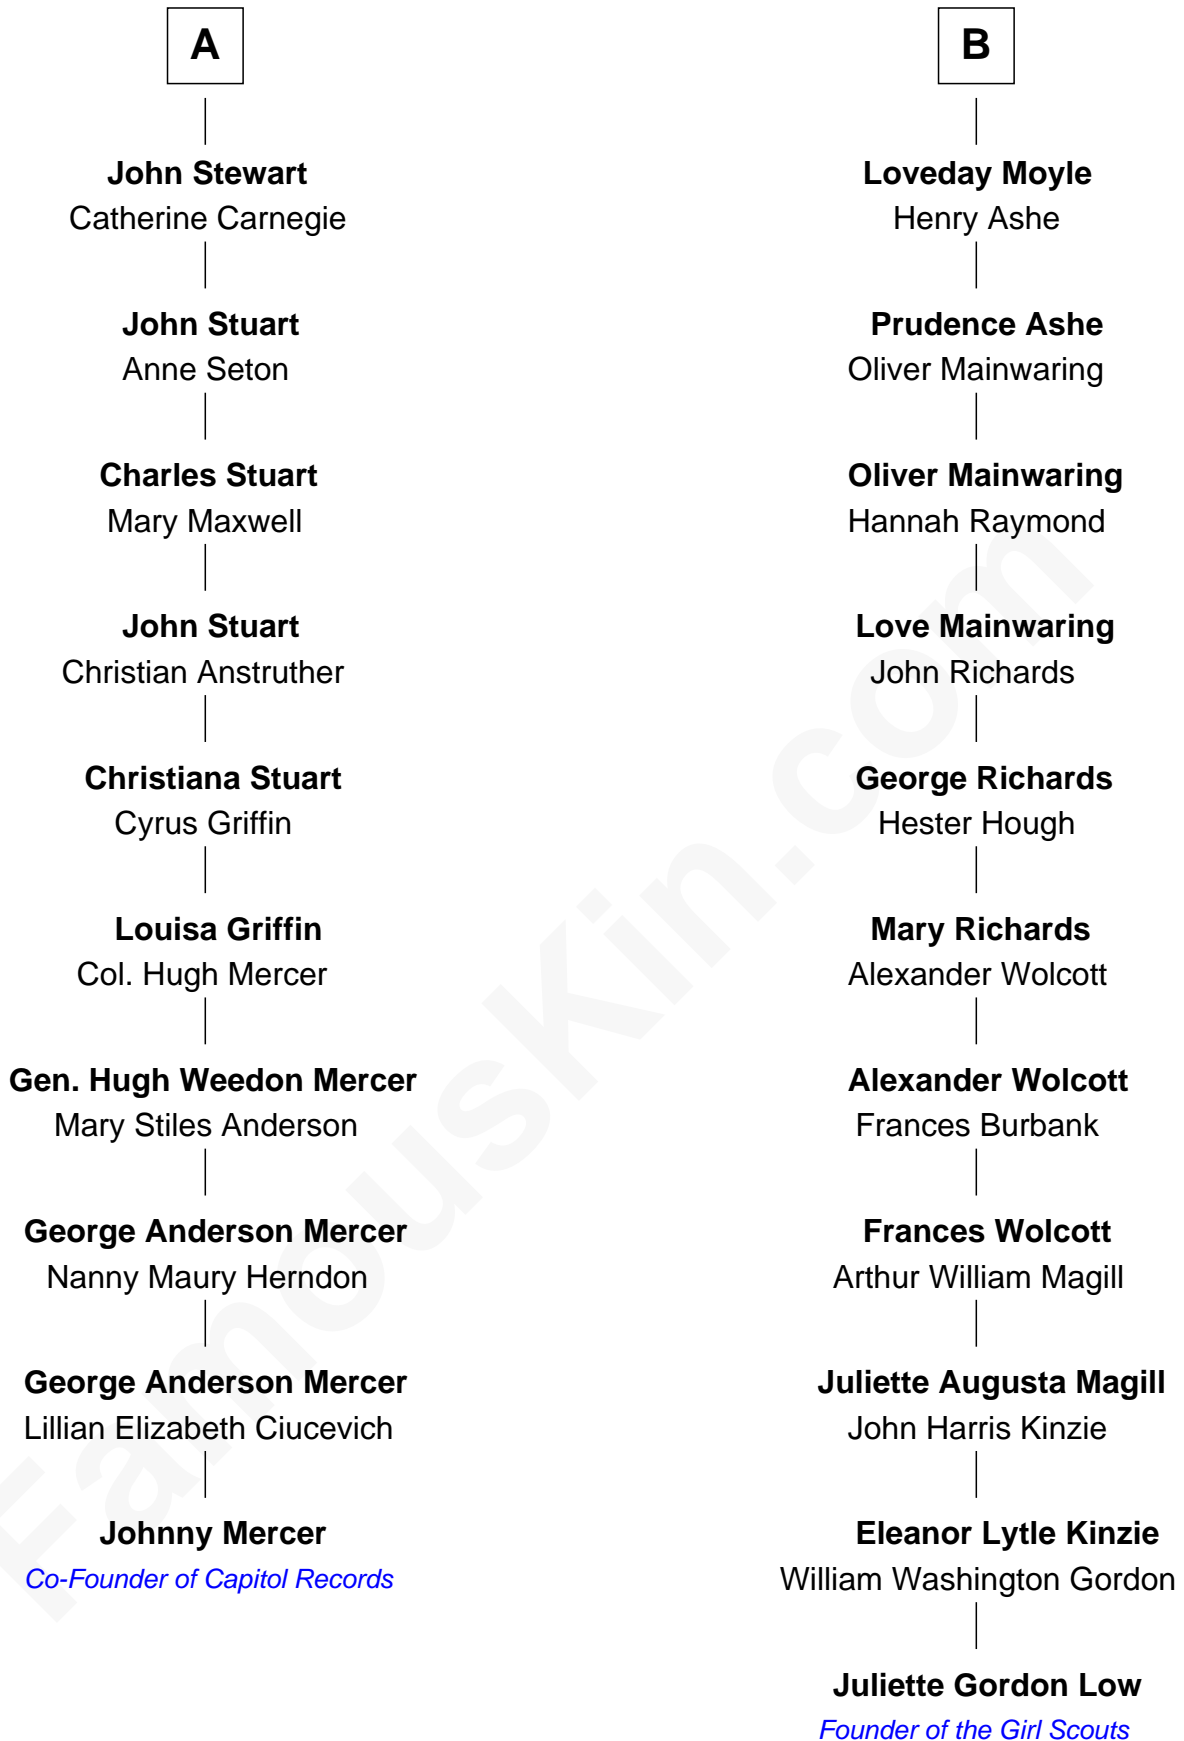 A
John Stewart
Catherine Carnegie
John Stuart
Anne Seton
Charles Stuart
Mary Maxwell
John Stuart
Christian Anstruther
Christiana Stuart
Cyrus Griffin
Louisa Griffin
Col. Hugh Mercer
Gen. Hugh Weedon Mercer
Mary Stiles Anderson
George Anderson Mercer
Nanny Maury Herndon
George Anderson Mercer
Lillian Elizabeth Ciucevich
Johnny Mercer
Co-Founder of Capitol Records
B
Loveday Moyle
Henry Ashe
Prudence Ashe
Oliver Mainwaring
Oliver Mainwaring
Hannah Raymond
Love Mainwaring
John Richards
George Richards
Hester Hough
Mary Richards
Alexander Wolcott
Alexander Wolcott
Frances Burbank
Frances Wolcott
Arthur William Magill
Juliette Augusta Magill
John Harris Kinzie
Eleanor Lytle Kinzie
William Washington Gordon
Juliette Gordon Low
Founder of the Girl Scouts
FamousKin.com